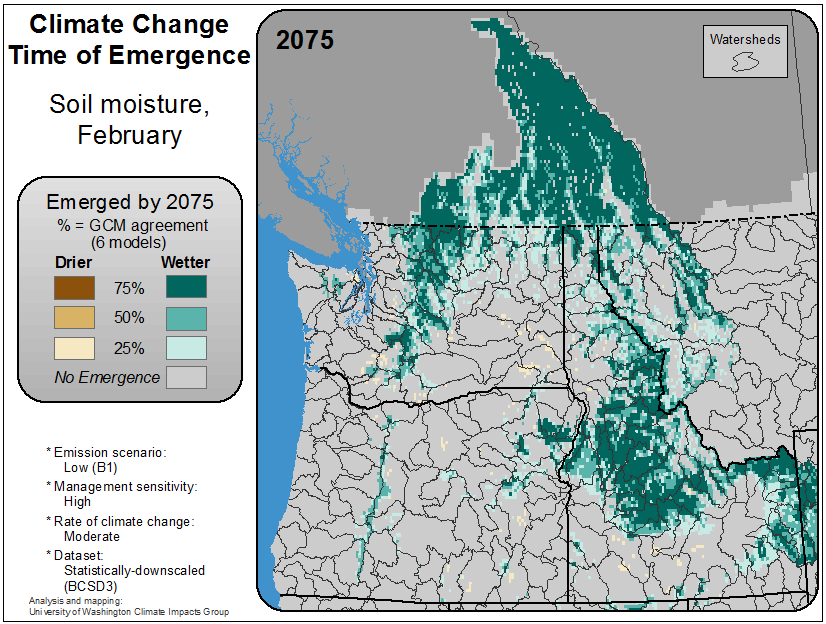 Climate Change
Time of Emergence
Soil moisture,
February
Emerged by 2075
% = GCM agreement
(6 models)
Drier Wetter
75%
50%
25%
No Emergence
* Emission scenario:
Low (B1)
* Management sensitivity:
High
* Rate of climate change:
Moderate
* Dataset:
Statistically-downscaled
(BCSD3)
Analysis and mapping:
University of Washington Climate Impacts Group
2075
Watersheds